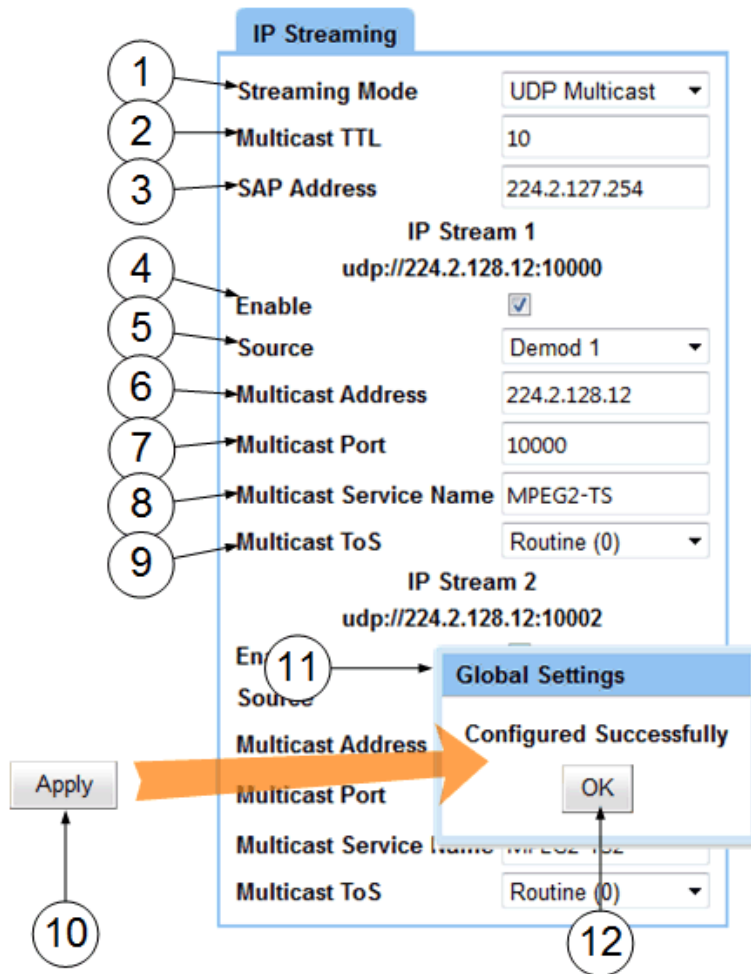 IP Streaming
1
Streaming Mode UDP Multicast
2
Multicast TTL 10
3
SAP Address 224.2.127.254
IP Stream 1
udp://224.2.128.12:10000
4
Enable
5
Source Demod 1
6
Multicast Address 224.2.128.12
7
Multicast Port 10000
8
Multicast Service Name MPEG2-TS
9
Multicast ToS Routine (0)
IP Stream 2
udp://224.2.128.12:10002
11
Global Settings
Source
Configured Successfully
Multicast Address
Apply
OK
Multicast Port
Multicast Service Name
Multicast ToS Routine (0)
10
12